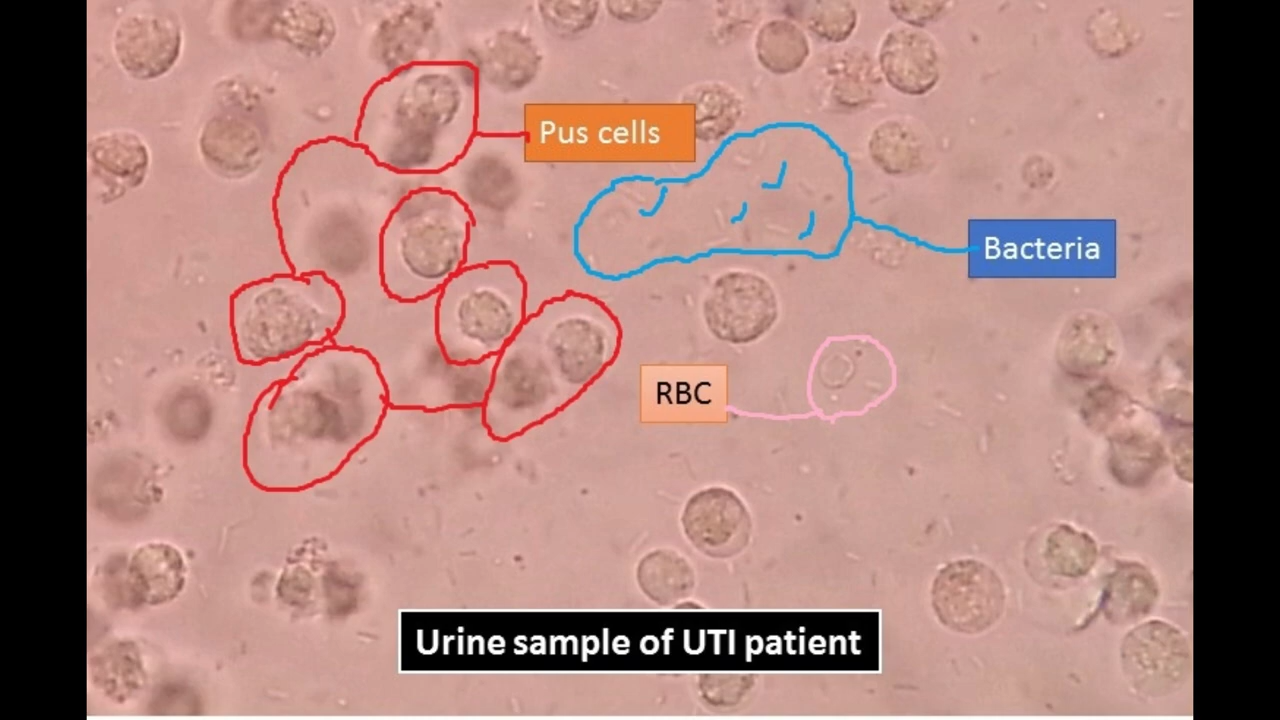 Pus cells
Bacteria
RBC
Urine sample of UTI patient